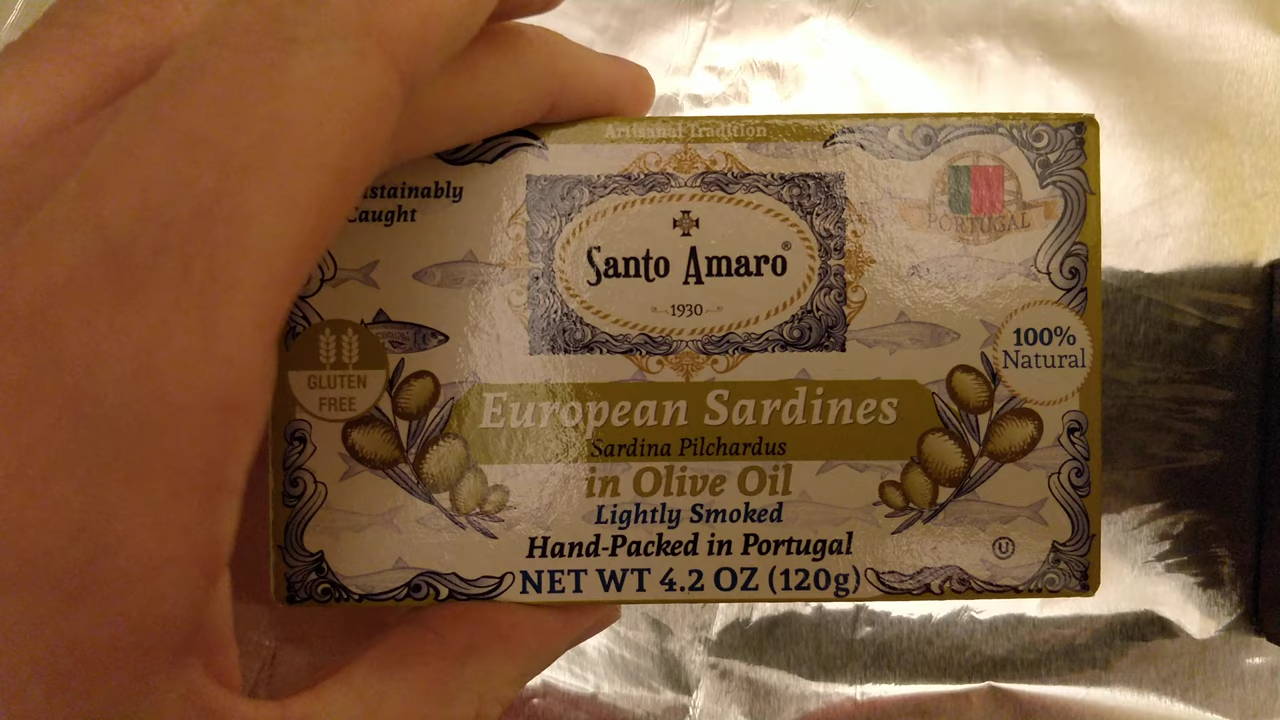 Artisanal Tradition
stainably
Caught
PORTUGAL
Santo Amaro®
1930
100%
Natural
GLUTEN
FREE
European Sardines
Sardina Pilchardus
in Olive Oil
Lightly Smoked
Hand-Packed in Portugal
U
NET WT 4.2 OZ (120g)